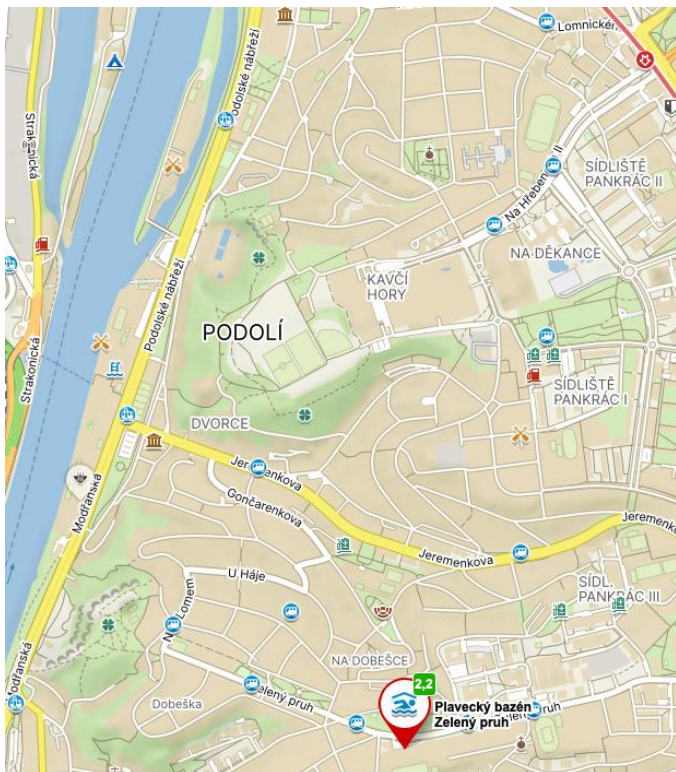 Lomnického
Podolské nábřeží
Strakonická
SÍDLIŠTĚ
PANKRÁC II
Na Hřebenech II
NA DĚKANCE
KAVČÍ
HORY
Podolské nábřeží
PODOLÍ
Strakonická
SÍDLIŠTĚ
PANKRÁC I
DVORCE
Jeremenkova
Gončarenkova
Modřanská
Jeremenko
Jeremenkova
U Háje
SÍDL.
PANKRÁC III
Nad Lomem
NA DOBEŠCE
Modřanská
Zelený pruh
Dobeška
2,2
Plavecký bazén
Zelený pruh